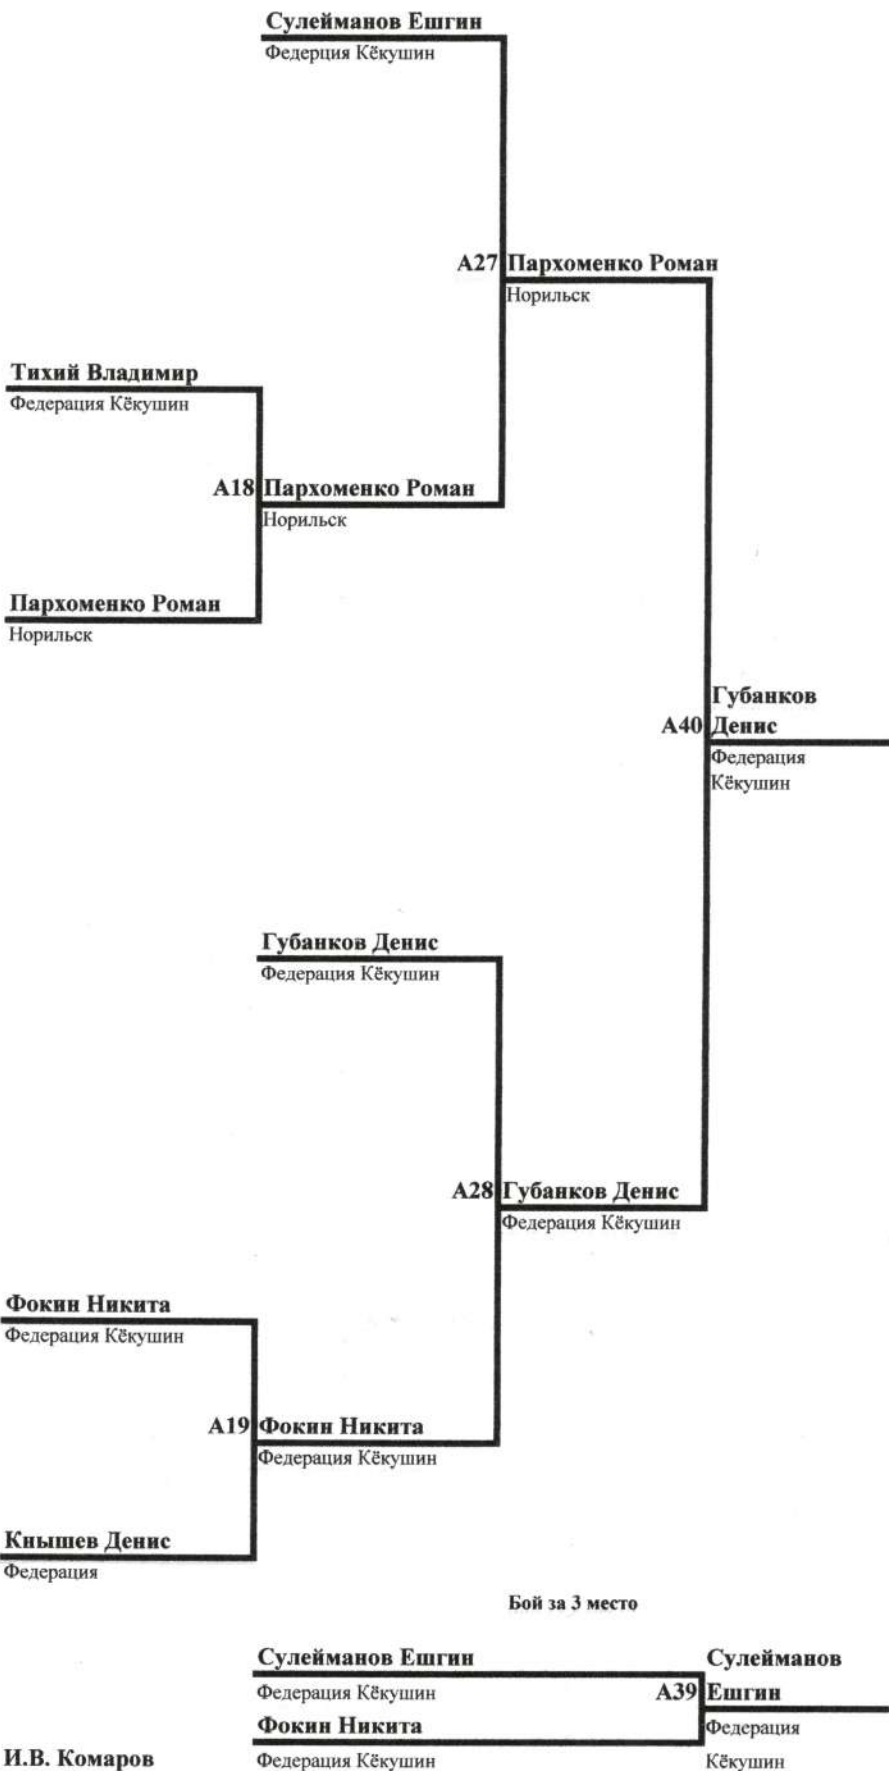 Сулейманов Ешгин
Федерция Кёкушин
А27 Пархоменко Роман
Норильск
Тихий Владимир
Федерация Кёкушин
А18 Пархоменко Роман
Норильск
Пархоменко Роман
Норильск
Губанков
А40 Денис
Федерация
Кёкушин
Губанков Денис
Федерация Кёкушин
А28 Губанков Денис
Федерация Кёкушин
Фокин Никита
Федерация Кёкушин
А19 Фокин Никита
Федерация Кёкушин
Кнышев Денис
Федерация
Бой за 3 место
Сулейманов Ешгин
Сулейманов
Федерация Кёкушин
А39 Ешгин
Фокин Никита
Федерация
И.В. Комаров
Федерация Кёкушин
Кёкушин